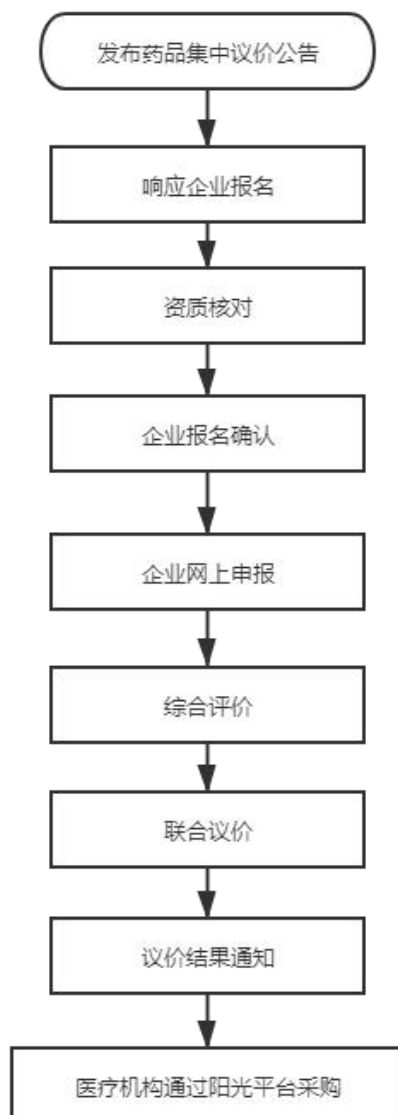 发布药品集中议价公告
响应企业报名
资质核对
企业报名确认
企业网上申报
综合评价
联合议价
议价结果通知
医疗机构通过阳光平台采购